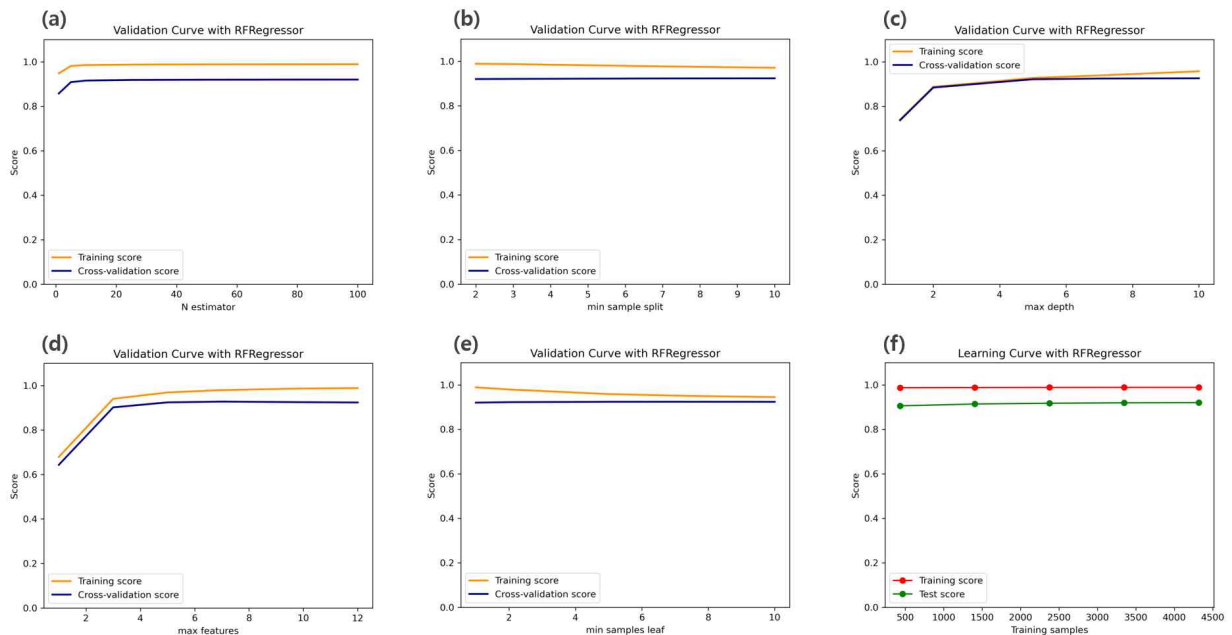 (a)
Validation Curve with RFRegressor
1.0
0.8
0.6
0.4
0.2
0.0
Score
Training score
Cross-validation score
0 20 40 60 80 100
N estimator
(b)
Validation Curve with RFRegressor
1.0
0.8
0.6
0.4
0.2
0.0
Score
Training score
Cross-validation score
2 3 4 5 6 7 8 9 10
min sample split
(c)
Validation Curve with RFRegressor
Training score
Cross-validation score
1.0
0.8
0.6
0.4
0.2
0.0
Score
2 4 6 8 10
max depth
(d)
Validation Curve with RFRegressor
1.0
0.8
0.6
0.4
0.2
0.0
Score
Training score
Cross-validation score
2 4 6 8 10 12
max features
(e)
Validation Curve with RFRegressor
1.0
0.8
0.6
0.4
0.2
0.0
Score
Training score
Cross-validation score
2 4 6 8 10
min samples leaf
(f)
Learning Curve with RFRegressor
1.0
0.8
0.6
0.4
0.2
0.0
Score
Training score
Test score
500 1000 1500 2000 2500 3000 3500 4000 4500
Training samples